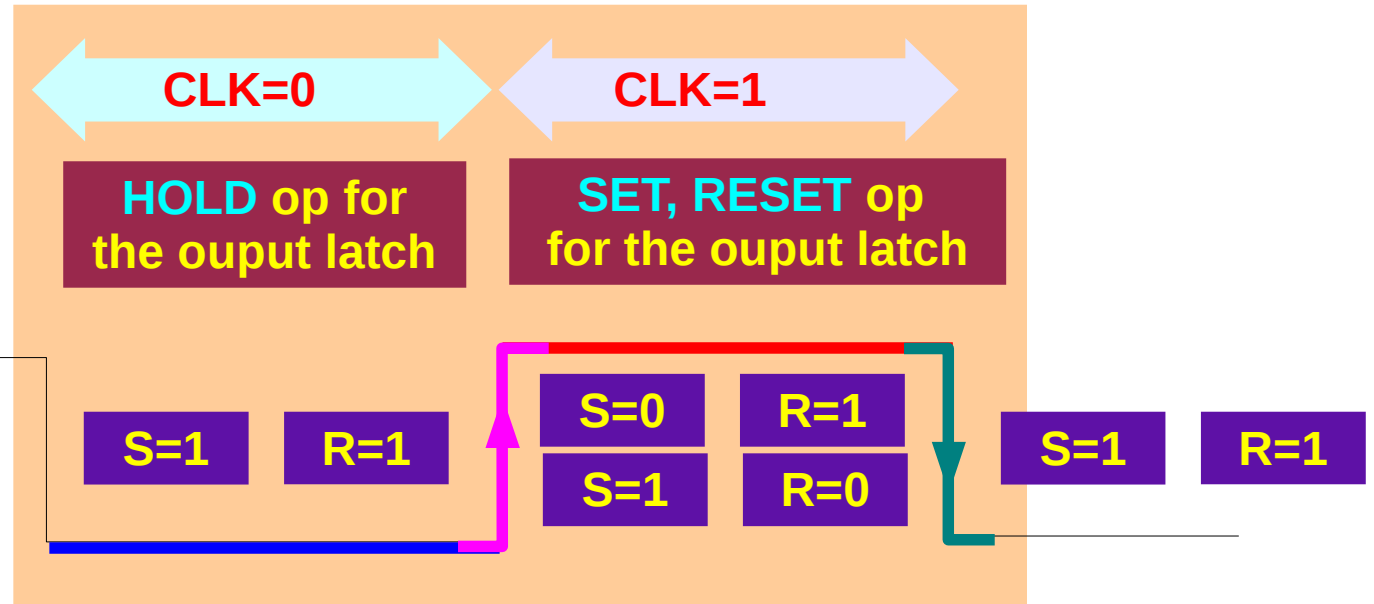 CLK=0
CLK=1
HOLD op for
the ouput latch
SET, RESET op
for the ouput latch
S=0
R=1
S=1
R=1
S=1
R=0
S=1
R=1